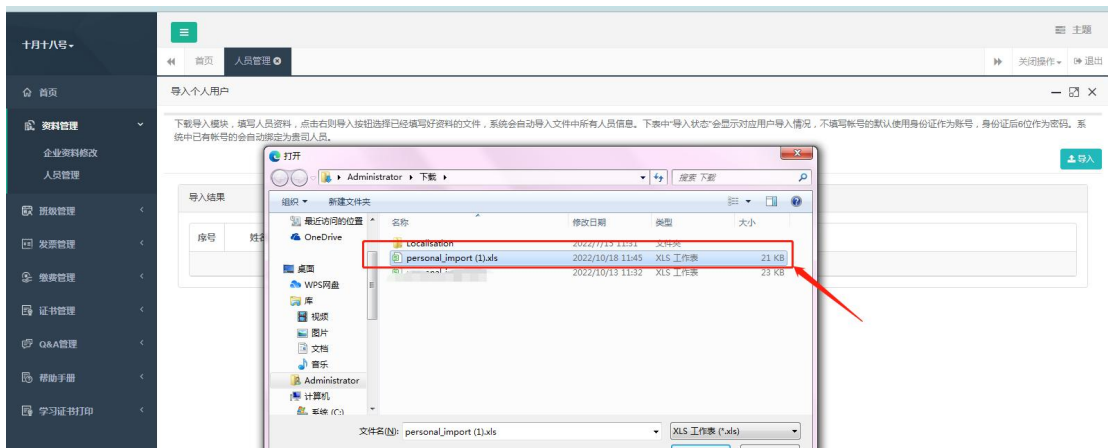 十月十八号
主题
首页
人员管理
关闭操作
退出
首页
导入个人用户
资料管理
下载导入模块，填写人员资料，点击右则导入按钮选择已经填写好资料的文件，系统会自动导入文件中所有人员信息。下表中"导入状态"会显示对应用户导入情况，不填写帐号的默认使用身份证作为账号，身份证后6位作为密码。系
统中已有帐号的会自动绑定为贵司人员。
企业资料修改
人员管理
导入
班级管理
发票管理
缴费管理
证书管理
Q&A管理
帮助手册
学习证书打印
导入结果
序号
打开
Administrator
下载
搜索 下载
组织
新建文件夹
最近访问的位置
OneDrive
桌面
WPS网盘
库
视频
图片
文档
音乐
Administrator
计算机
系统 (C:)
名称 修改日期 类型 大小
Localisation 2022/7/15 11:31 文件夹
personal_import (1).xls 2022/10/18 11:45 XLS 工作表 21 KB
2022/10/13 11:32 XLS 工作表 23 KB
文件名(N): personal_import (1).xls
XLS 工作表 (*.xls)